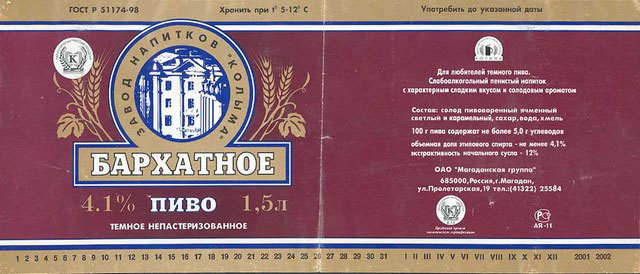 ГОСТ Р 51174-98
Хранить при t° 5-12° С
Употребить до указанной даты
К
ЗАВОД НАПИТКОВ "КОЛЫМА"
БАРХАТНОЕ
4.1% ПИВО 1,5л
ТЕМНОЕ НЕПАСТЕРИЗОВАННОЕ
Для любителей темного пива.
Слабоалкогольный пенистый напиток
с характерным сладким вкусом и солодовым ароматом
Состав: солод пивоваренный ячменный
светлый и карамельный, сахар, вода, хмель
100 г пива содержат не более 5,0 г углеводов
объемная доля этилового спирта - не менее 4,1%
экстрактивность начального сусла - 12%
ОАО "Магаданская группа"
685000,Россия,г.Магадан,
ул.Пролетарская,19 тел.:(41322) 25584
К
РС
АЯ-11
1 2 3 4 5 6 7 8 9 10 11 12 13 14 15 16 17 18 19 20 21 22 23 24 25 26 27 28 29 30 31
I II III IV V VI VII VIII IX X XI XII
2001 2002